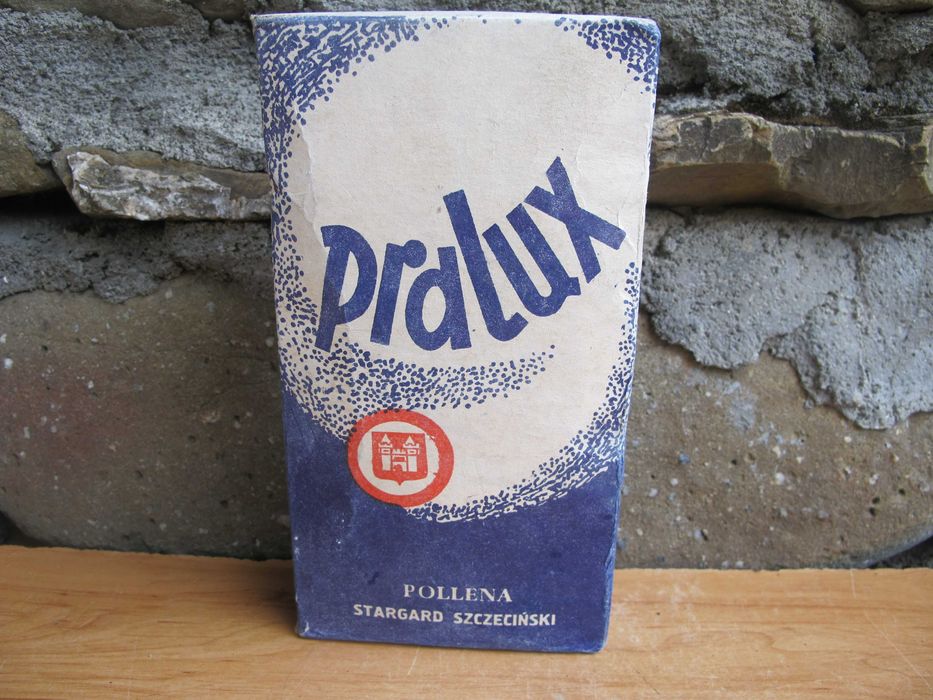 pralux
POLLENA
STARGARD SZCZECIŃSKI